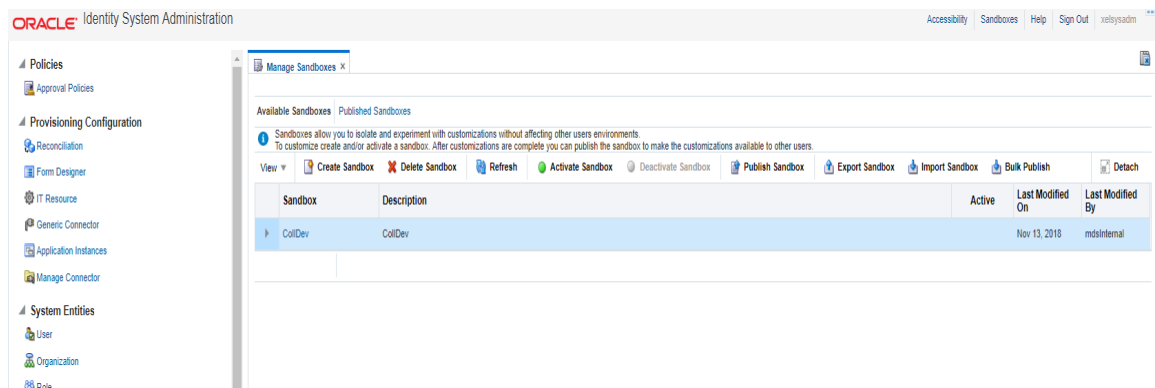 ORACLE Identity System Administration
Accessibility Sandboxes Help Sign Out xelsysadm
Policies
Approval Policies
Provisioning Configuration
Reconciliation
Form Designer
IT Resource
Generic Connector
Application Instances
Manage Connector
System Entities
User
Organization
Role
Manage Sandboxes
Available Sandboxes Published Sandboxes
Sandboxes allow you to isolate and experiment with customizations without affecting other users environments.
To customize create and/or activate a sandbox. After customizations are complete you can publish the sandbox to make the customizations available to other users.
View Create Sandbox Delete Sandbox Refresh Activate Sandbox Deactivate Sandbox Publish Sandbox Export Sandbox Import Sandbox Bulk Publish Detach
Sandbox Description Active Last Modified On Last Modified By
CollDev CollDev Nov 13, 2018 mdsInternal